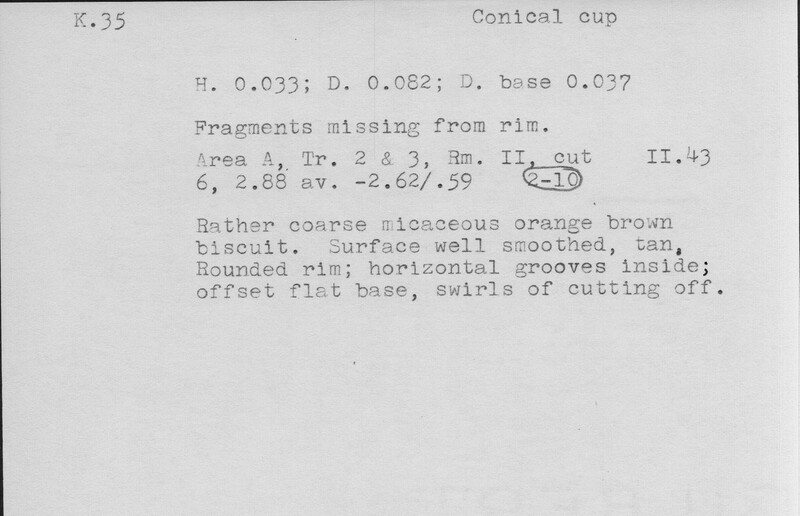 K.35 Conical cup
H. 0.033; D. 0.082; D. base 0.037
Fragments missing from rim.
Area A, Tr. 2 & 3, Rm. II, cut II.43
6, 2.88 av. -2.62/.59 2-10
Rather coarse micaceous orange brown
biscuit. Surface well smoothed, tan.
Rounded rim; horizontal grooves inside;
offset flat base, swirls of cutting off.